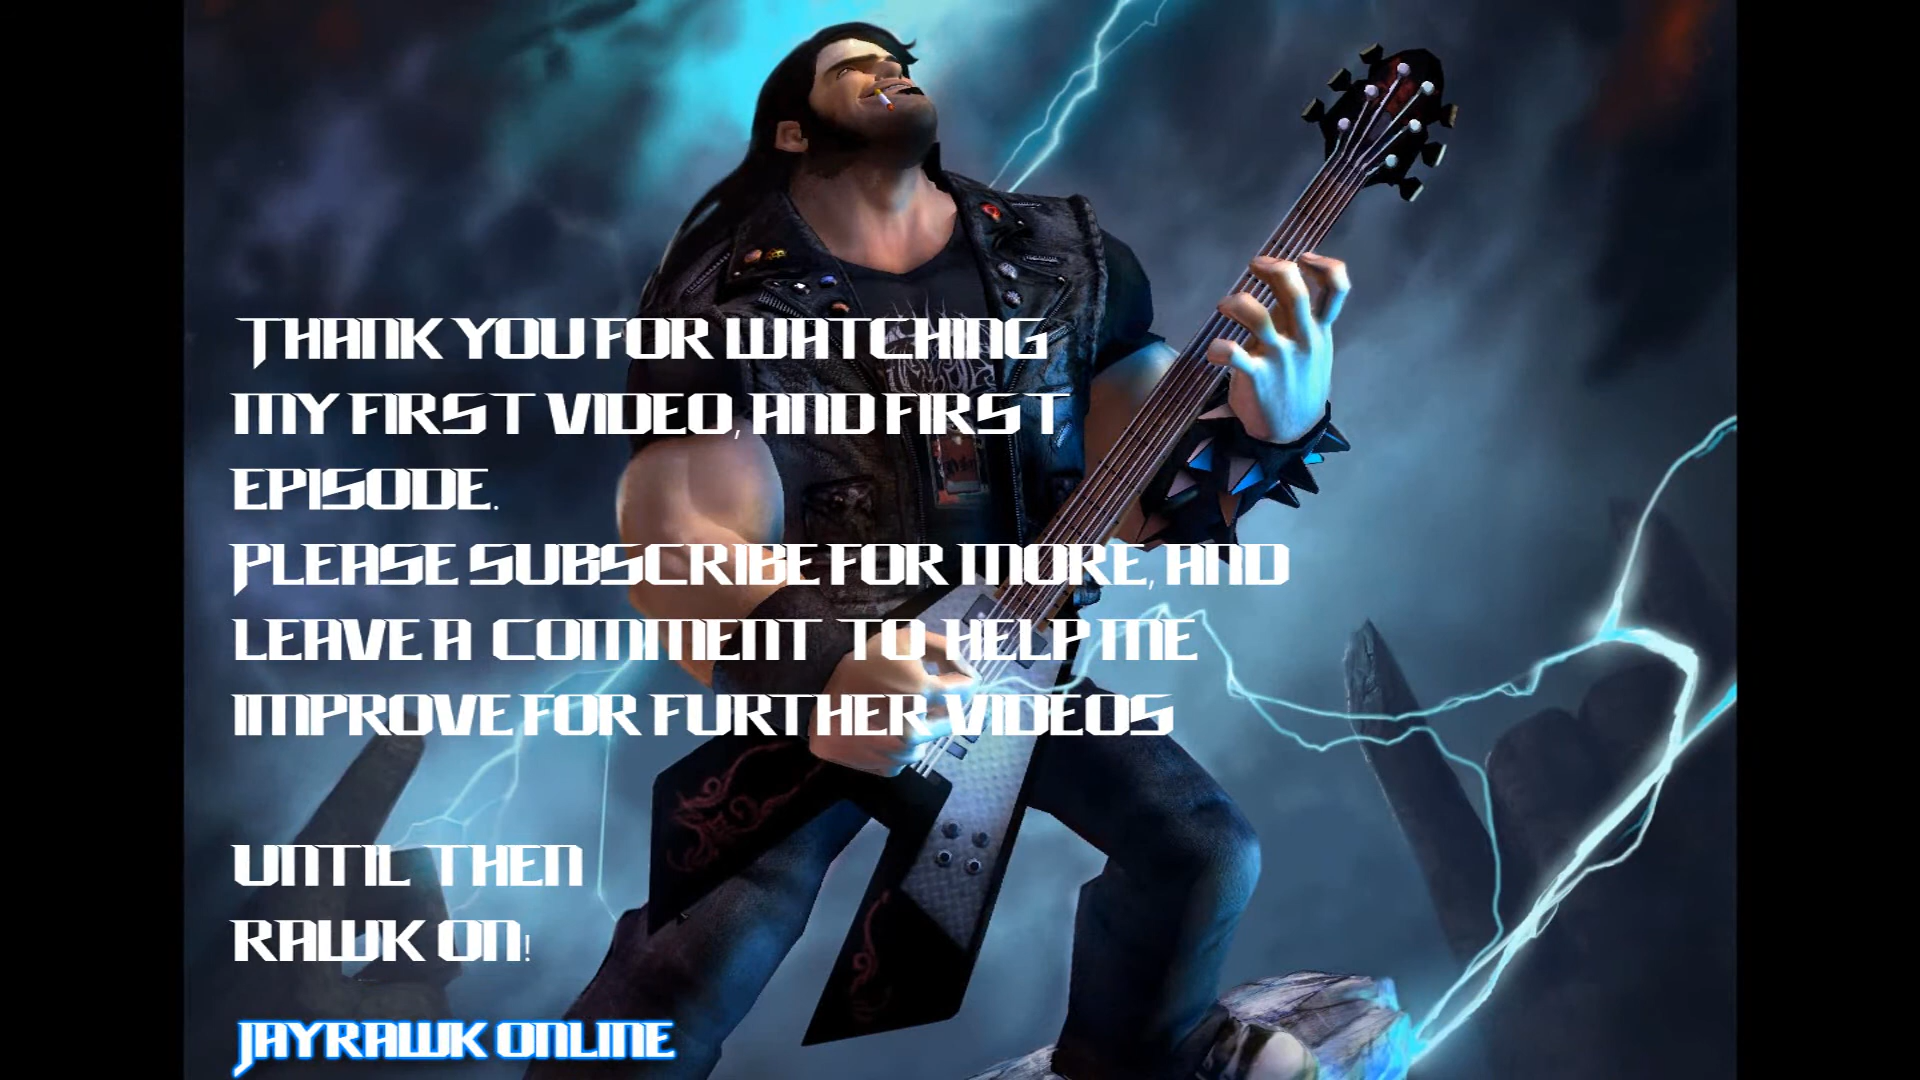 Thank you for watching
my first video, and first
episode.
Please subscribe for more, and
leave a comment to help me
improve for further videos
until then
rawk on!
Jayrawk Online